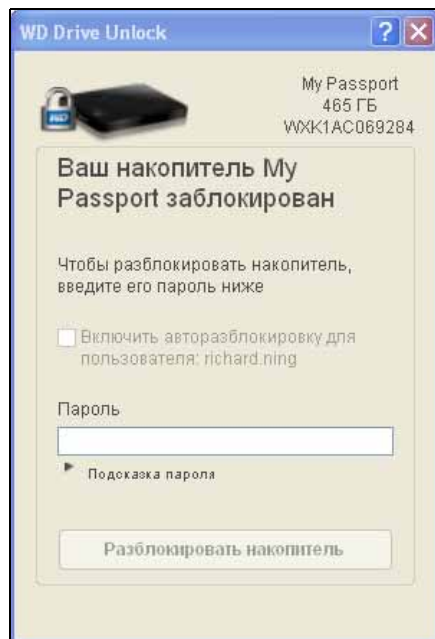 WD Drive Unlock
?
My Passport
465 ГБ
WXK1AC069284
WD
Ваш накопитель My
Passport заблокирован
Чтобы разблокировать накопитель,
введите его пароль ниже
Включить авторазблокировку для
пользователя: richard.ning
Пароль
Подсказка пароля
Разблокировать накопитель